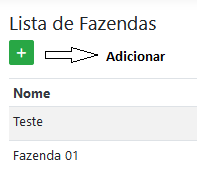 Lista de Fazendas
+ Adicionar
Nome
Teste
Fazenda 01